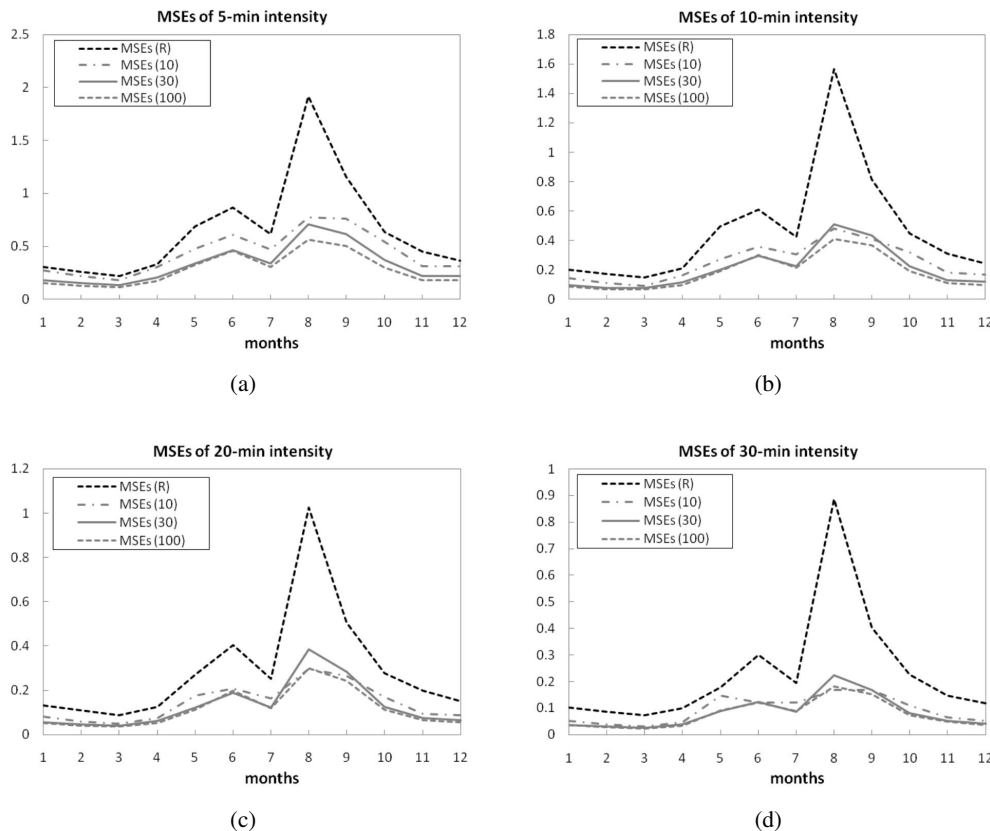 MSEs of 5-min intensity
2.5
2
1.5
1
0.5
0
MSEs (R)
MSEs (10)
MSEs (30)
MSEs (100)
1 2 3 4 5 6 7 8 9 10 11 12
months
(a)
MSEs of 10-min intensity
1.8
1.6
1.4
1.2
1
0.8
0.6
0.4
0.2
0
MSEs (R)
MSEs (10)
MSEs (30)
MSEs (100)
1 2 3 4 5 6 7 8 9 10 11 12
months
(b)
MSEs of 20-min intensity
1.2
1
0.8
0.6
0.4
0.2
0
MSEs (R)
MSEs (10)
MSEs (30)
MSEs (100)
1 2 3 4 5 6 7 8 9 10 11 12
months
(c)
MSEs of 30-min intensity
1
0.9
0.8
0.7
0.6
0.5
0.4
0.3
0.2
0.1
0
MSEs (R)
MSEs (10)
MSEs (30)
MSEs (100)
1 2 3 4 5 6 7 8 9 10 11 12
months
(d)